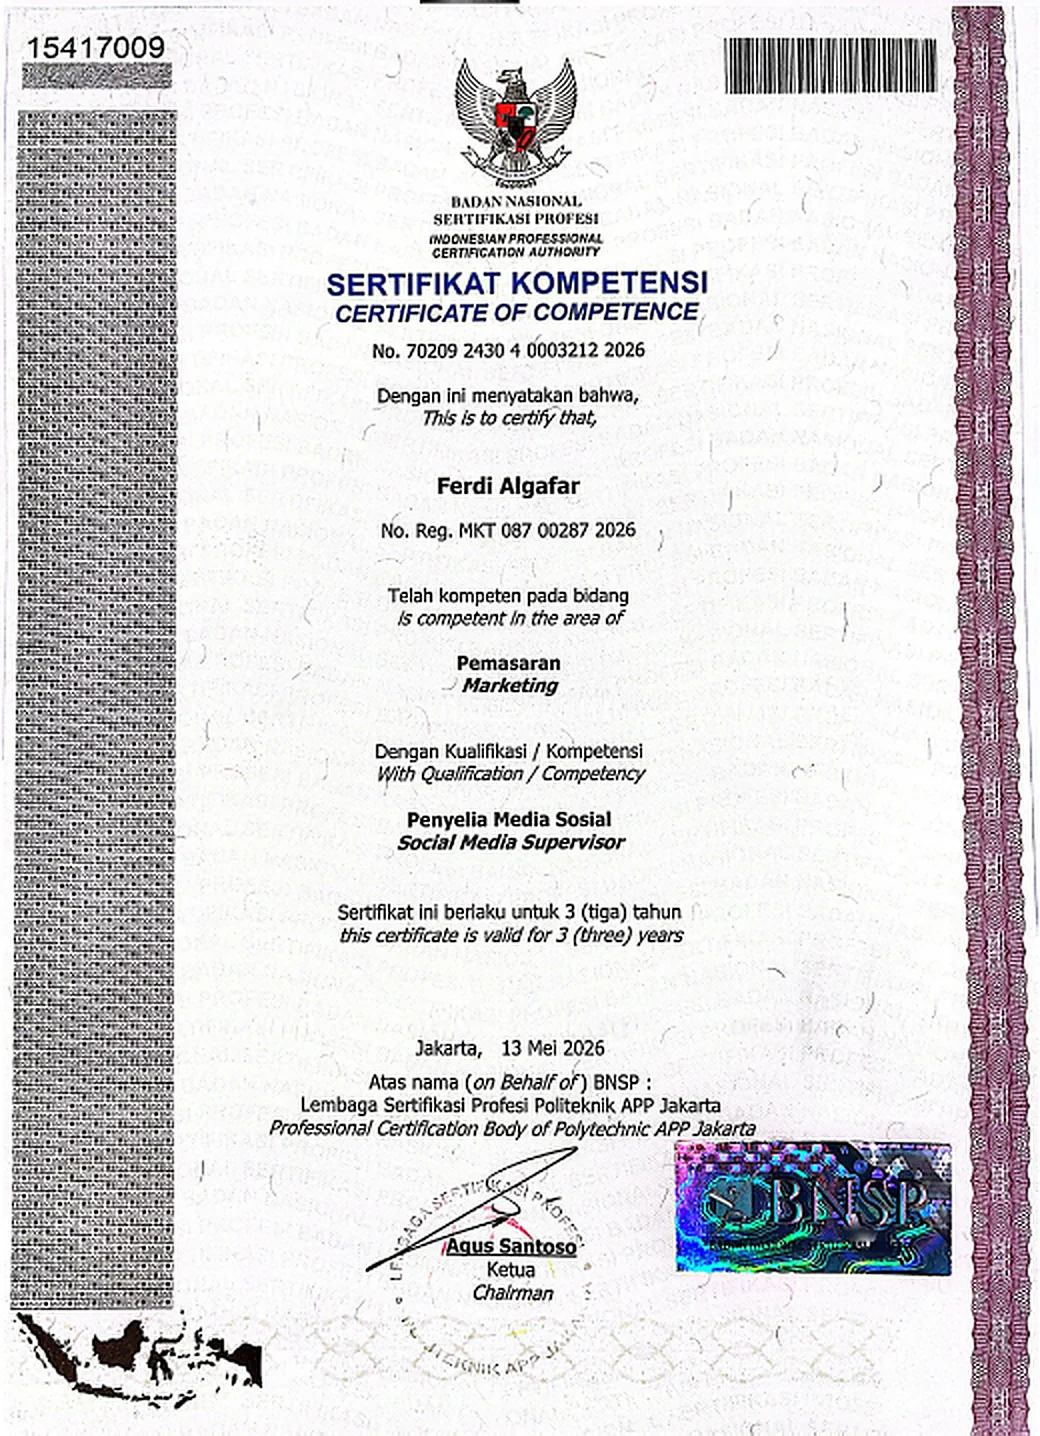 15417009
BADAN NASIONAL
SERTIFIKASI PROFESI
INDONESIAN PROFESSIONAL
CERTIFICATION AUTHORITY
SERTIFIKAT KOMPETENSI
CERTIFICATE OF COMPETENCE
No. 70209 2430 4 0003212 2026
Dengan ini menyatakan bahwa,
This is to certify that,
Ferdi Algafar
No. Reg. MKT 087 00287 2026
Telah kompeten pada bidang
Is competent in the area of
Pemasaran
Marketing
Dengan Kualifikasi / Kompetensi
With Qualification / Competency
Penyelia Media Sosial
Social Media Supervisor
Sertifikat ini berlaku untuk 3 (tiga) tahun
this certificate is valid for 3 (three) years
Jakarta, 13 Mei 2026
Atas nama (on Behalf of) BNSP :
Lembaga Sertifikasi Profesi Politeknik APP Jakarta
Professional Certification Body of Polytechnic APP Jakarta
BNSP
SERTIFIKASI PROFESI
Agus Santoso
Ketua
Chairman
APP